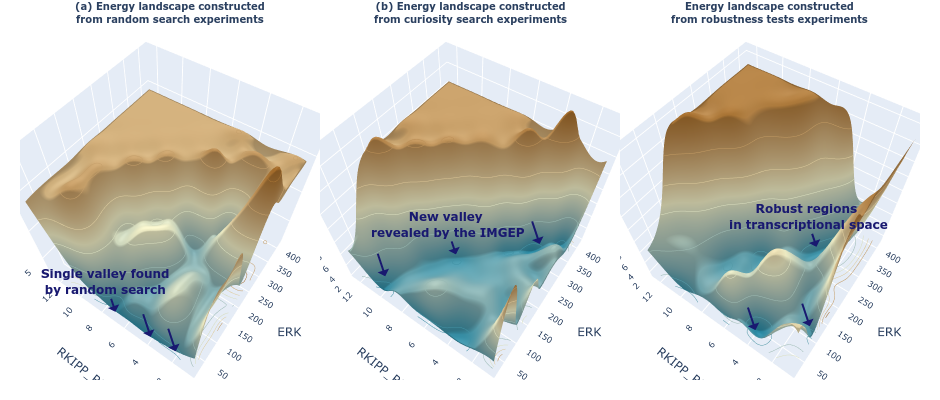 (a) Energy landscape constructed
from random search experiments
(b) Energy landscape constructed
from curiosity search experiments
Energy landscape constructed
from robustness tests experiments
Single valley found
by random search
5
12
10
8
6
4
RKIPP_
50
100
150
200
250
300
350
400
ERK
New valley
revealed by the IMGEP
6
4
2
12
10
8
6
4
RKIPP_
50
100
150
200
250
300
350
400
ERK
Robust regions
in transcriptional space
6
4
2
12
10
8
6
4
RKIPP_
50
100
150
200
250
300
350
400
ERK